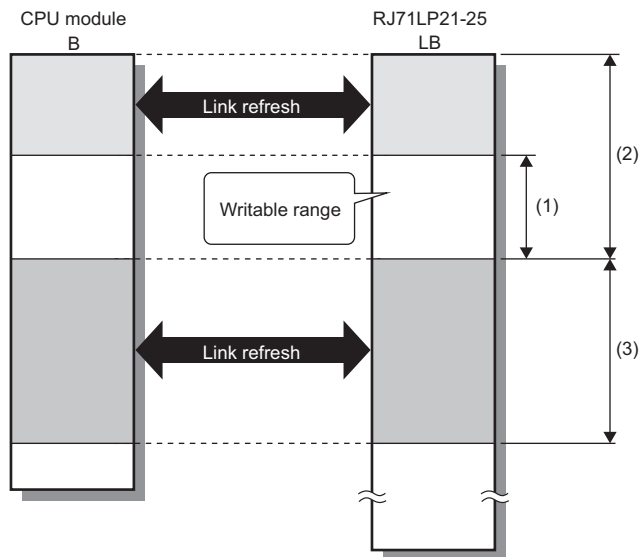 CPU module
B
RJ71LP21-25
LB
Link refresh
(2)
Writable range
(1)
Link refresh
(3)